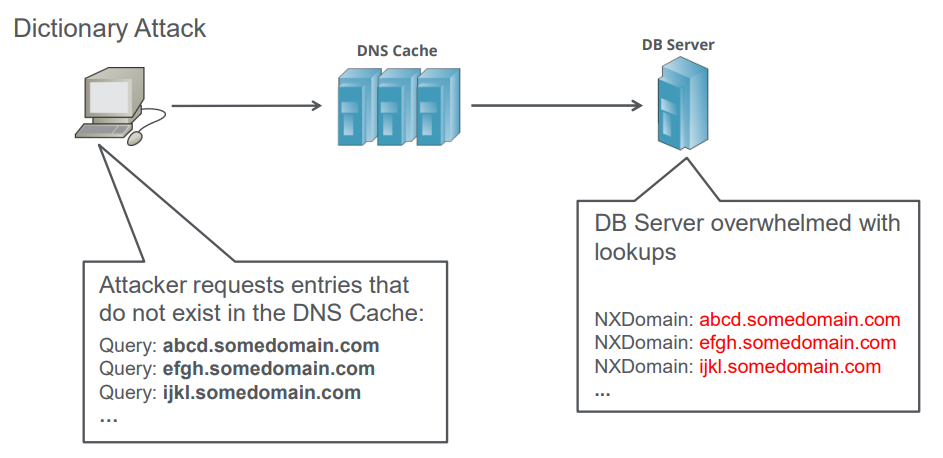 Dictionary Attack
DNS Cache
DB Server
Attacker requests entries that
do not exist in the DNS Cache:
Query: abcd.somedomain.com
Query: efgh.somedomain.com
Query: ijkl.somedomain.com
...
DB Server overwhelmed with
lookups
NXDomain: abcd.somedomain.com
NXDomain: efgh.somedomain.com
NXDomain: ijkl.somedomain.com
...